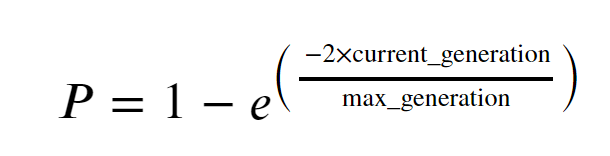 P = 1 − e^(−2×current_generation / max_generation)